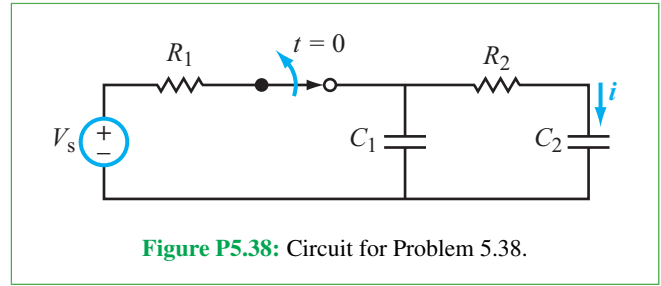 t = 0
R1
R2
i
Vs
+
−
C1
C2
Figure P5.38: Circuit for Problem 5.38.